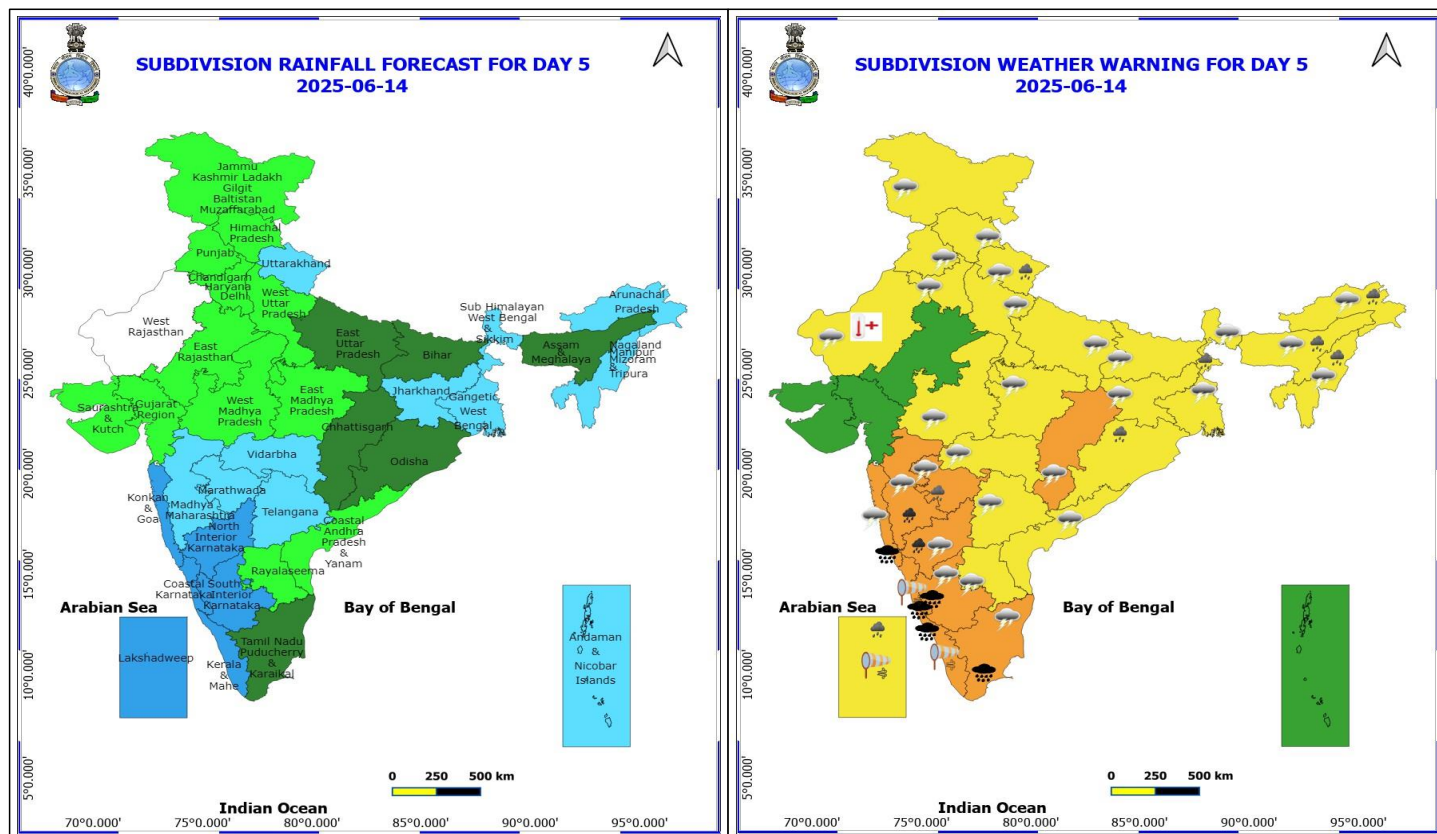 SUBDIVISION RAINFALL FORECAST FOR DAY 5
2025-06-14
40°0.000'
35°0.000'
30°0.000'
25°0.000'
20°0.000'
15°0.000'
10°0.000'
5°0.000'
Jammu
Kashmir Ladakh
Gilgit
Baltistan
Muzaffarabad
Himachal
Pradesh
Punjab
Uttarakhand
Chandigarh
Haryana
Delhi
West
Uttar
Pradesh
West
Rajasthan
East
Rajasthan
East
Uttar
Pradesh
Bihar
Sub Himalayan
West Bengal
&
Sikkim
Arunachal
Pradesh
Assam
&
Meghalaya
Nagaland
Manipur
Mizoram
&
Tripura
Saurashtra
&
Kutch
Gujarat
Region
West
Madhya
Pradesh
East
Madhya
Pradesh
Jharkhand
Gangetic
West
Bengal
Chhattisgarh
Odisha
Vidarbha
Marathwada
Madhya
Maharashtra
Konkan
&
Goa
Telangana
North
Interior
Karnataka
Coastal
Andhra
Pradesh
&
Yanam
Rayalaseema
Coastal
Karnataka
South
Interior
Karnataka
Arabian Sea
Bay of Bengal
Lakshadweep
Kerala
&
Mahe
Tamil Nadu
Puducherry
&
Karaikal
Andaman
&
Nicobar
Islands
0 250 500 km
Indian Ocean
70°0.000' 75°0.000' 80°0.000' 85°0.000' 90°0.000' 95°0.000'
SUBDIVISION WEATHER WARNING FOR DAY 5
2025-06-14
40°0.000'
35°0.000'
30°0.000'
25°0.000'
20°0.000'
15°0.000'
10°0.000'
5°0.000'
Arabian Sea
Bay of Bengal
0 250 500 km
Indian Ocean
70°0.000' 75°0.000' 80°0.000' 85°0.000' 90°0.000' 95°0.000'